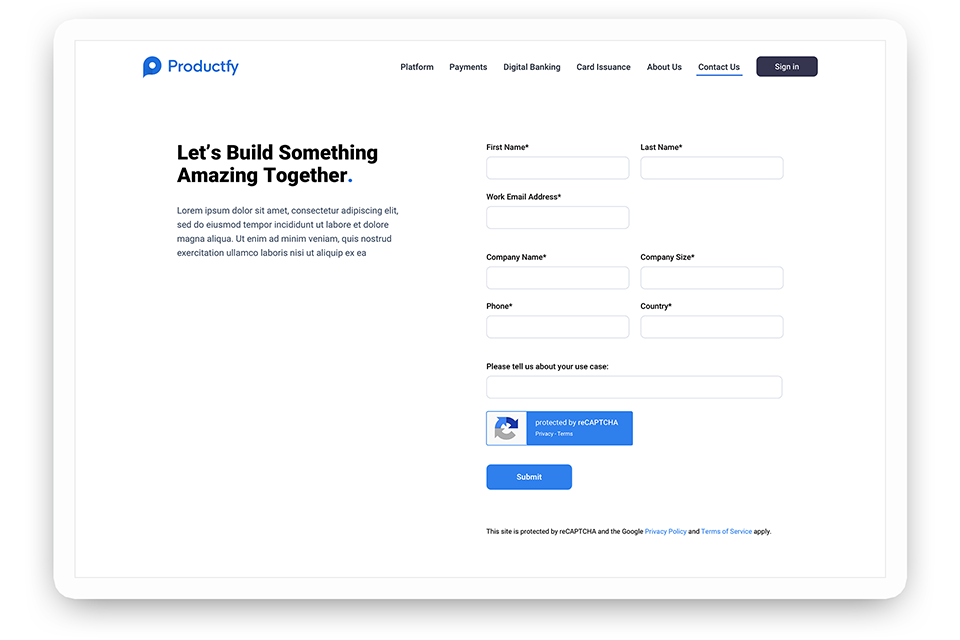 Productfy
Platform Payments Digital Banking Card Issuance About Us Contact Us Sign in
Let's Build Something
Amazing Together.
Lorem ipsum dolor sit amet, consectetur adipiscing elit,
sed do eiusmod tempor incididunt ut labore et dolore
magna aliqua. Ut enim ad minim veniam, quis nostrud
exercitation ullamco laboris nisi ut aliquip ex ea
First Name* Last Name*
Work Email Address*
Company Name* Company Size*
Phone* Country*
Please tell us about your use case:
protected by reCAPTCHA
Privacy - Terms
Submit
This site is protected by reCAPTCHA and the Google Privacy Policy and Terms of Service apply.